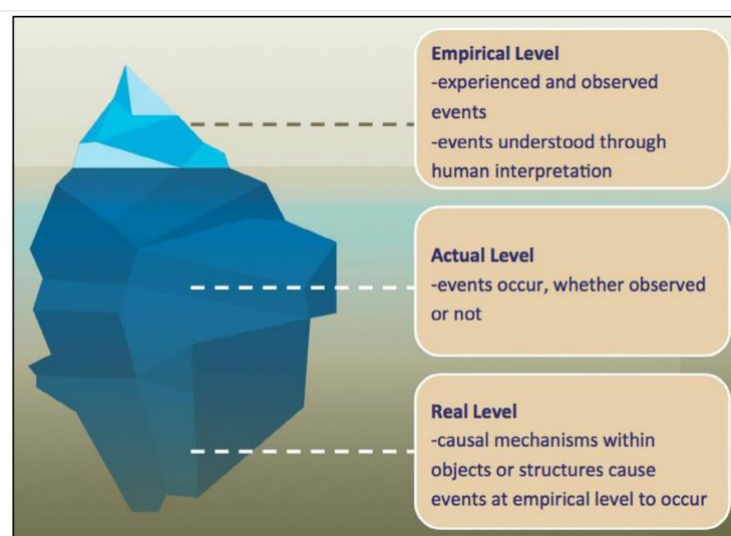 Empirical Level
-experienced and observed
events
-events understood through
human interpretation
Actual Level
-events occur, whether observed
or not
Real Level
-causal mechanisms within
objects or structures cause
events at empirical level to occur